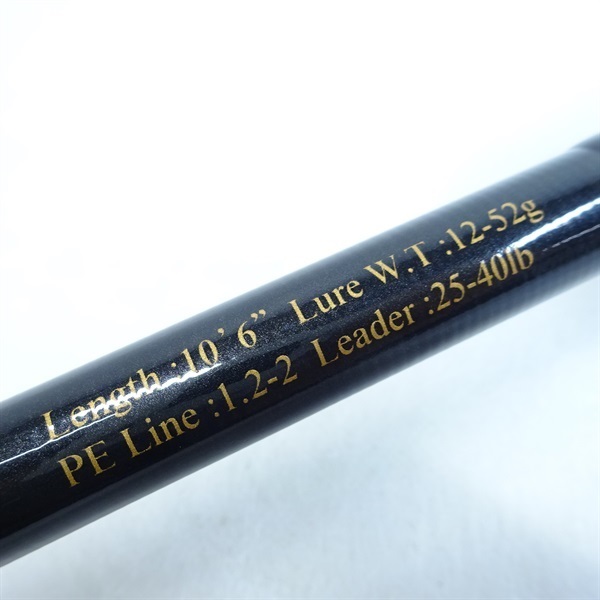 Length :10' 6” Lure W.T :12-52g
PE Line :1.2-2 Leader :25-40lb